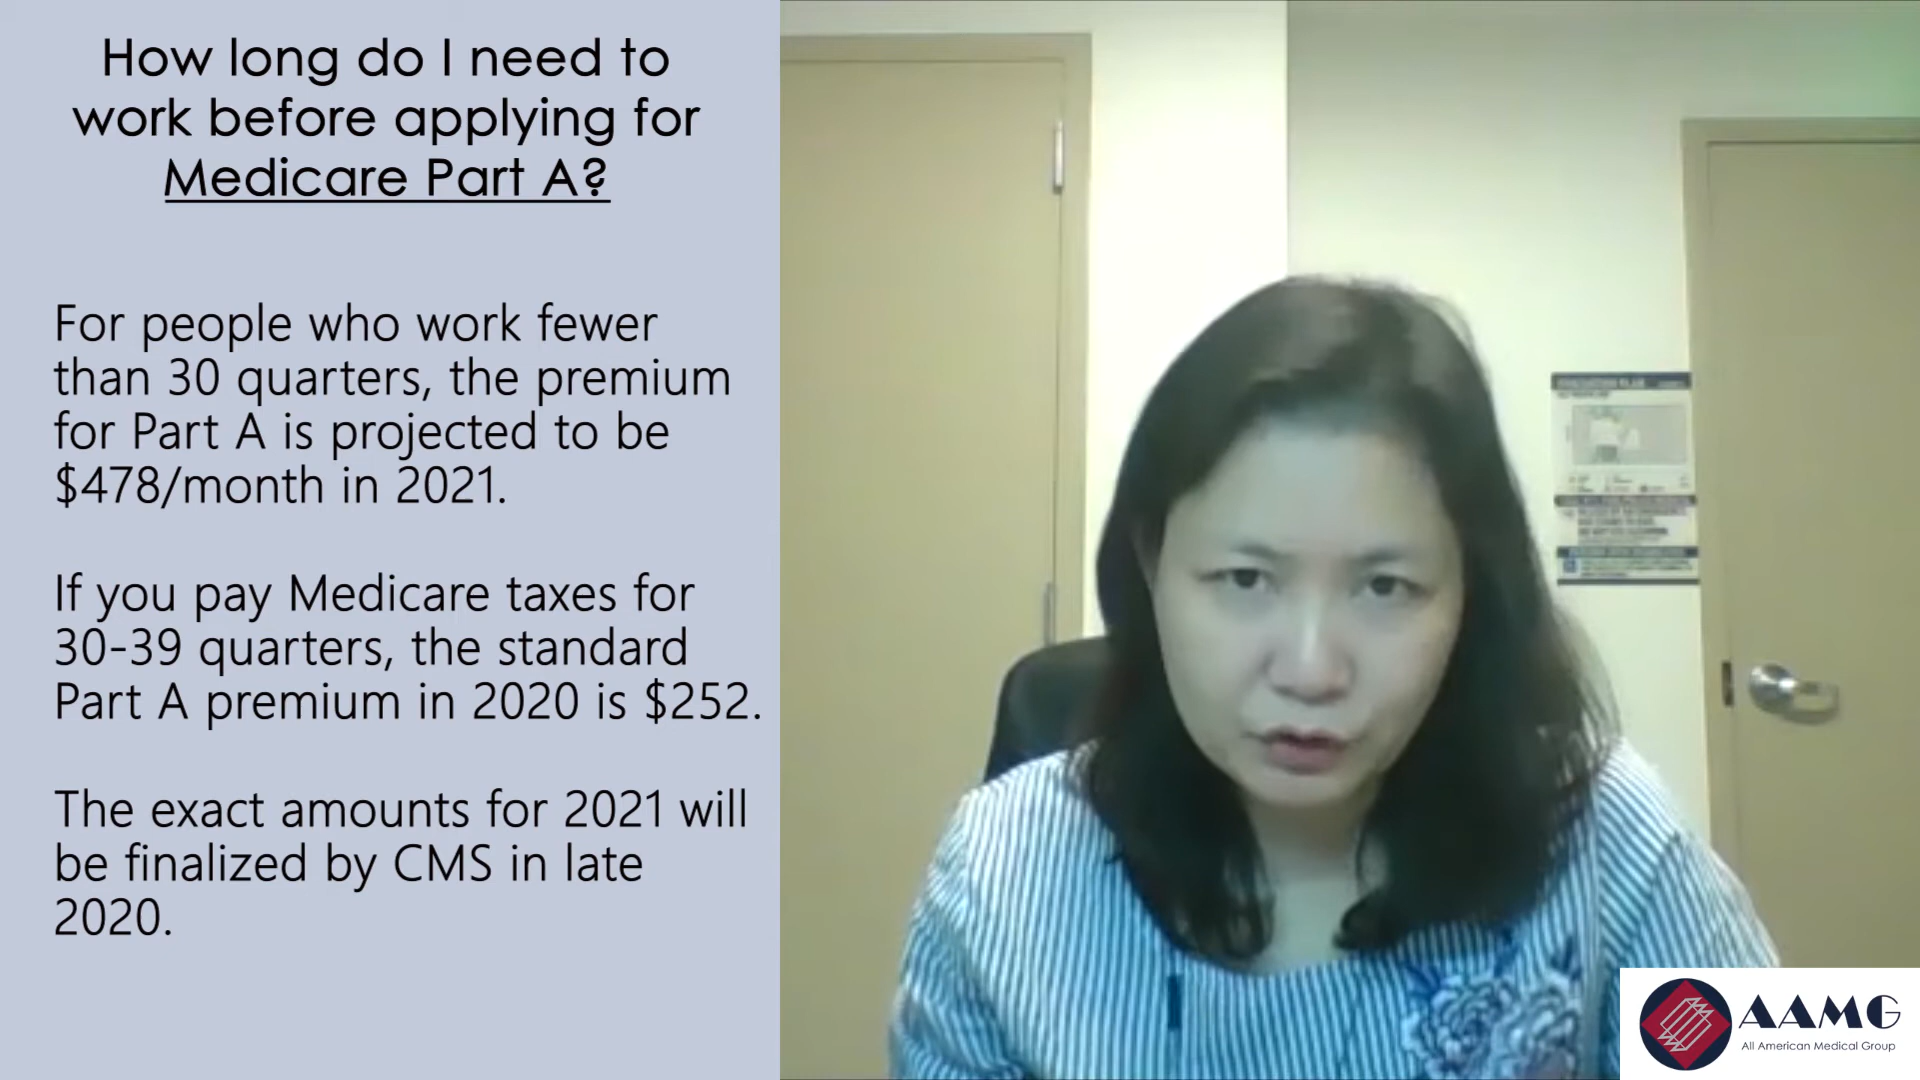 How long do I need to
work before applying for
Medicare Part A?
For people who work fewer
than 30 quarters, the premium
for Part A is projected to be
$478/month in 2021.
If you pay Medicare taxes for
30-39 quarters, the standard
Part A premium in 2020 is $252.
The exact amounts for 2021 will
be finalized by CMS in late
2020.
EVACUATION PLAN
AAMG
All American Medical Group